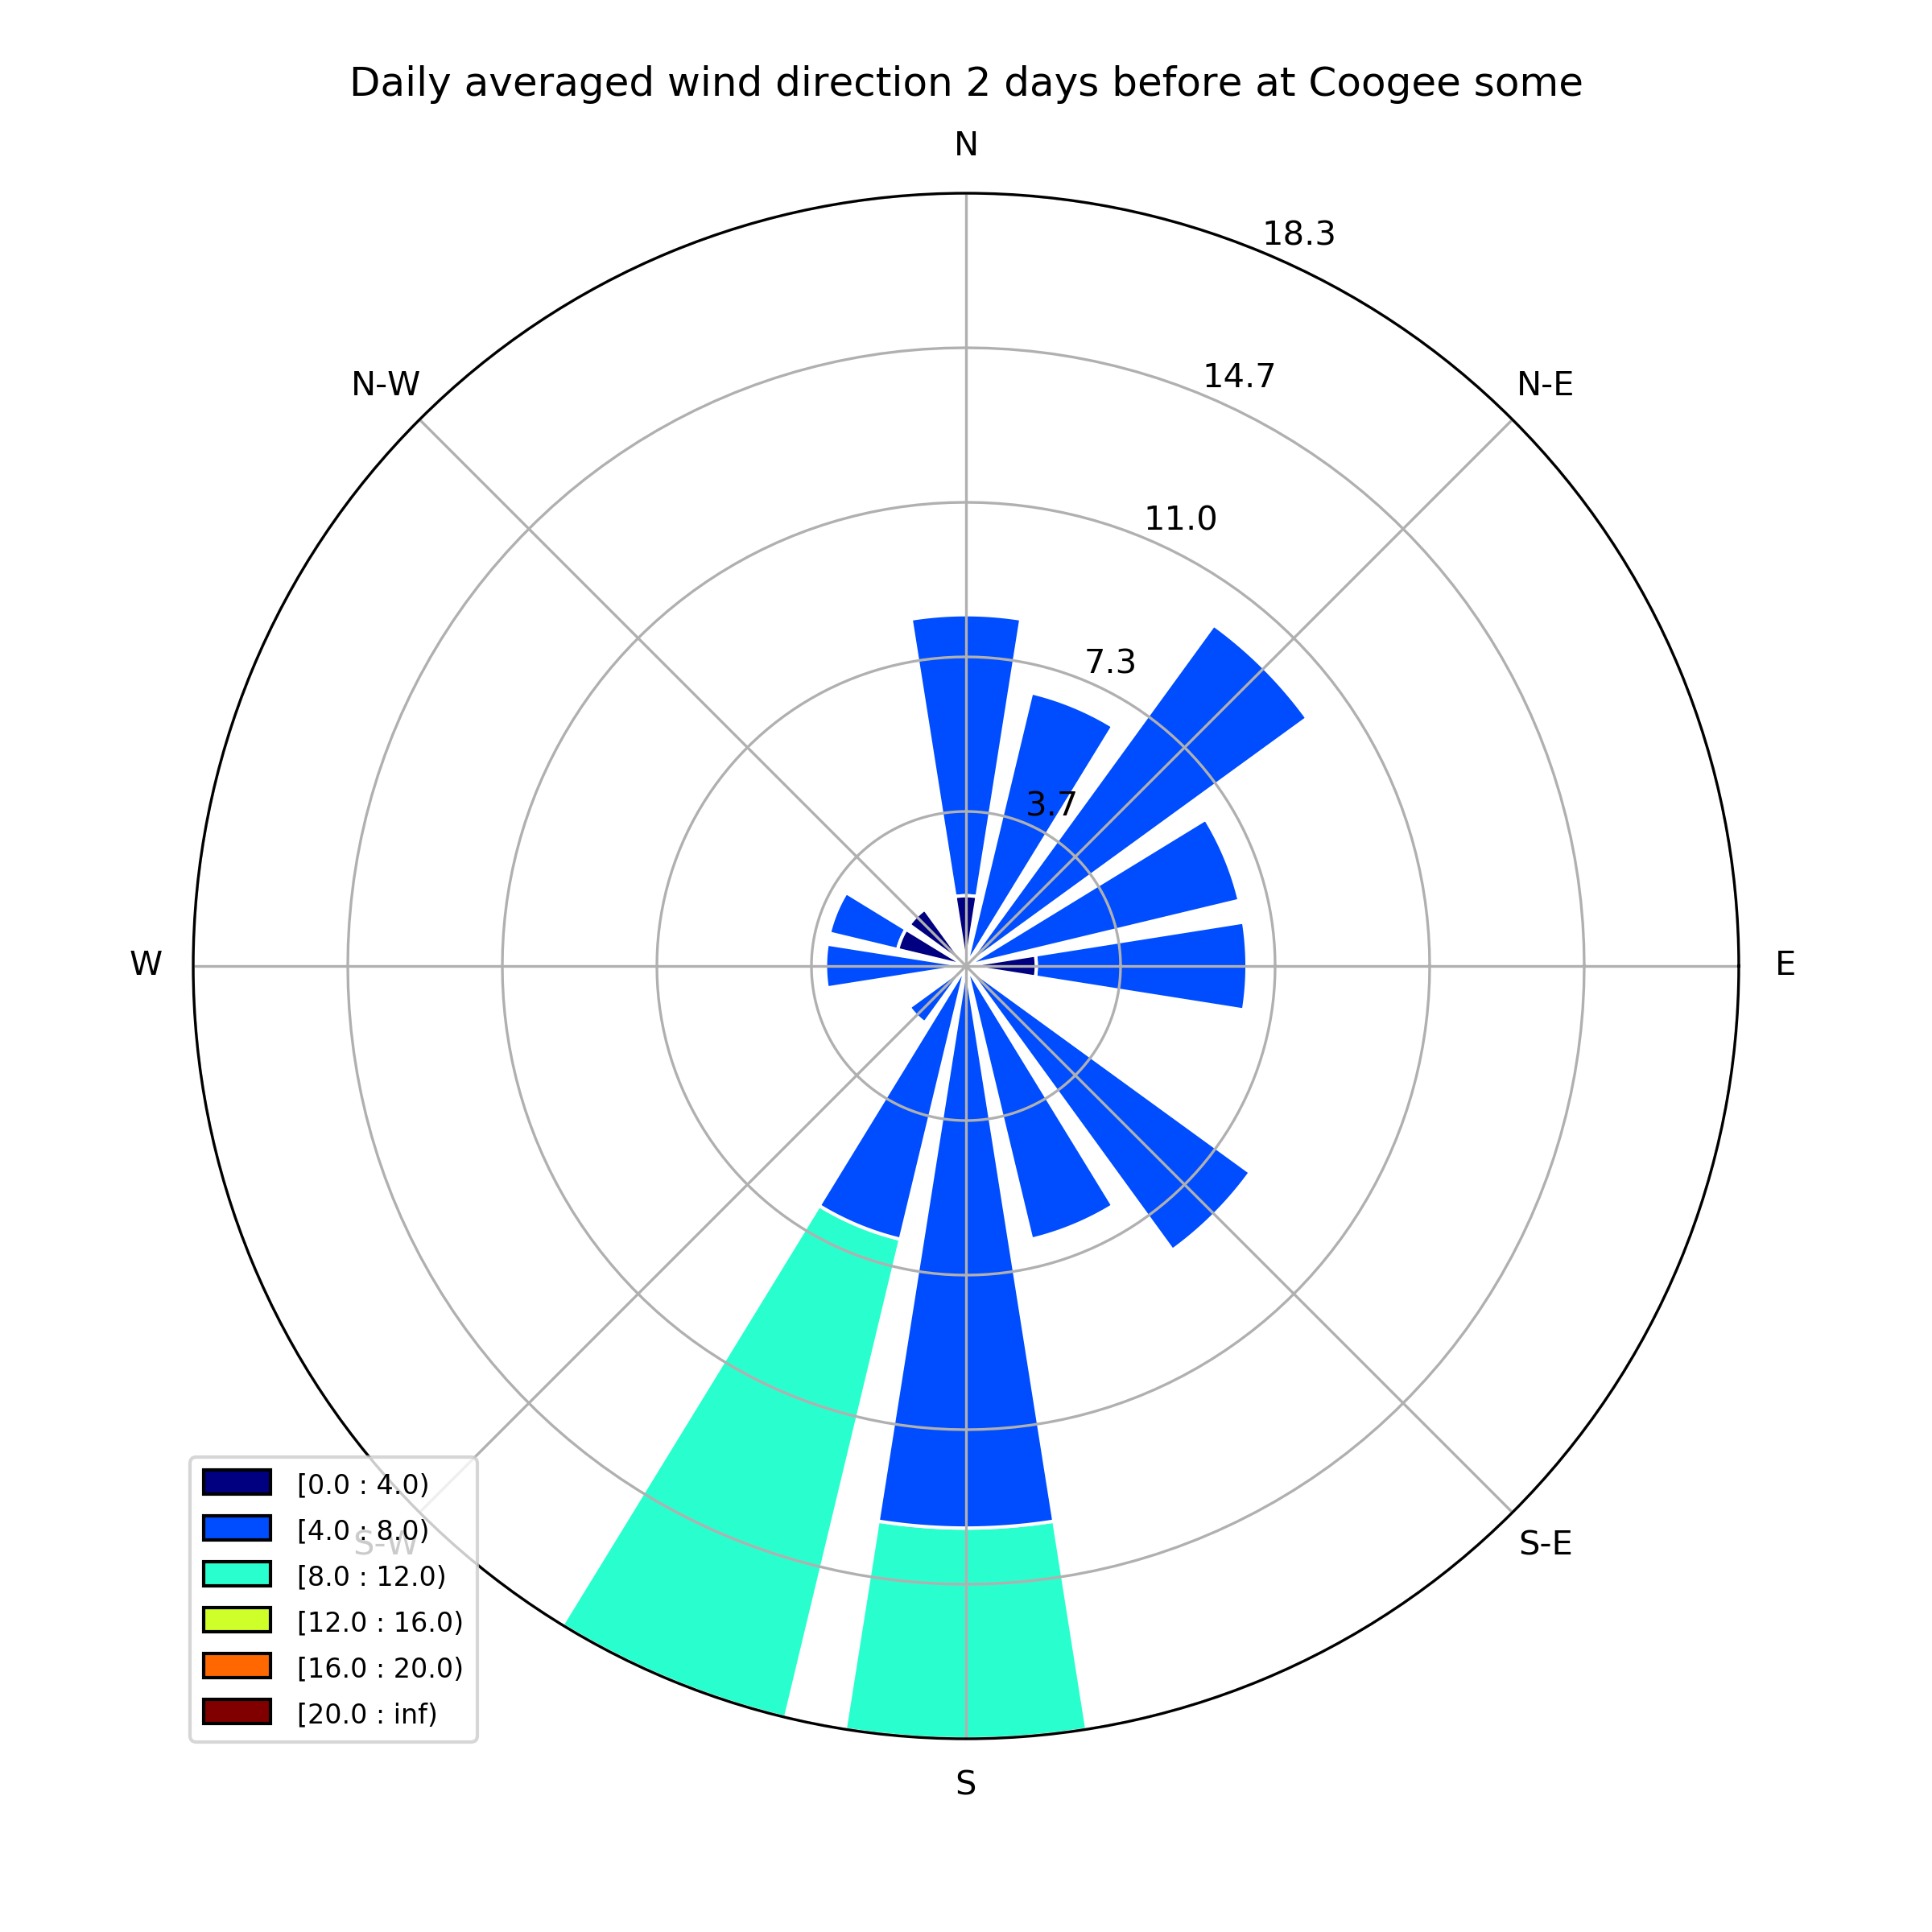 Daily averaged wind direction 2 days before at Coogee some
N
18.3
14.7
N-W
N-E
11.0
7.3
3.7
W
E
[0.0 : 4.0)
[4.0 : 8.0)
S-W
S-E
[8.0 : 12.0)
[12.0 : 16.0)
[16.0 : 20.0)
[20.0 : inf)
S